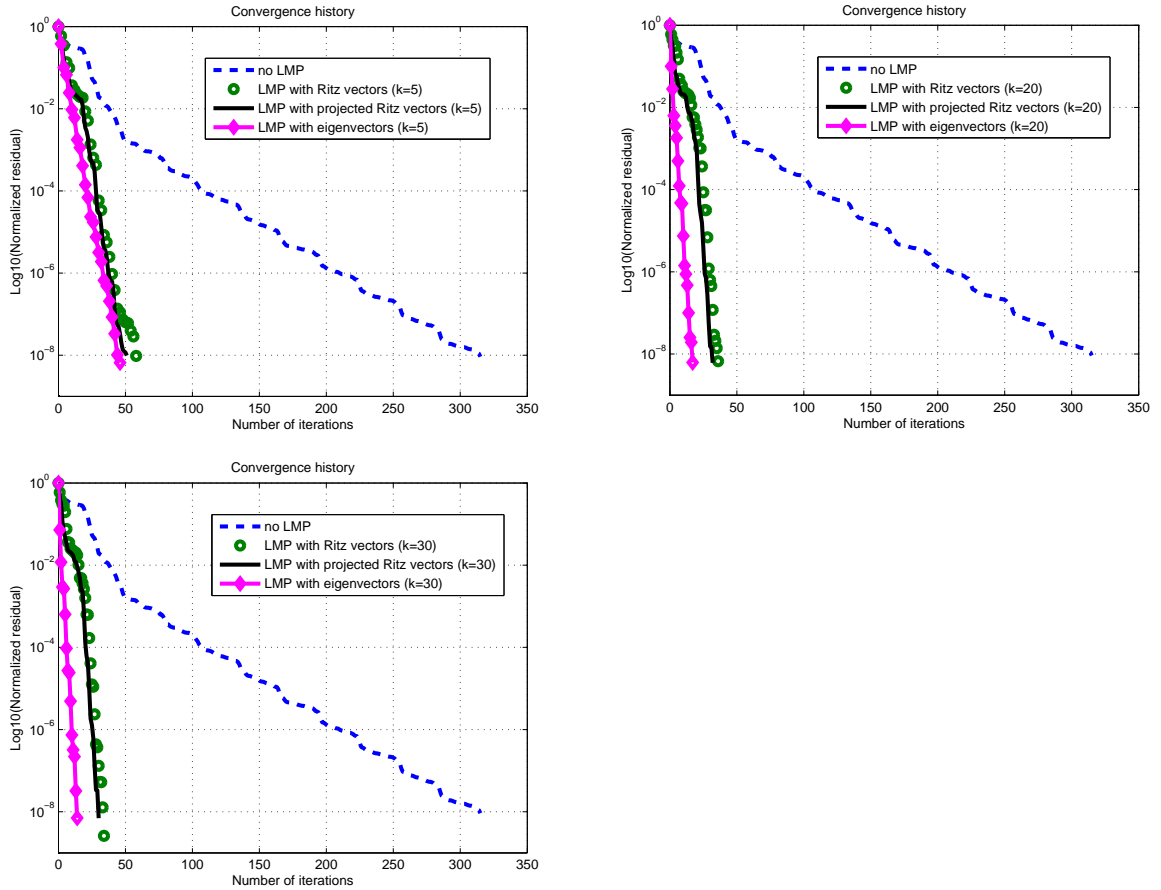 Convergence history
10^0
10^-2
10^-4
10^-6
10^-8
Log10(Normalized residual)
no LMP
LMP with Ritz vectors (k=5)
LMP with projected Ritz vectors (k=5)
LMP with eigenvectors (k=5)
0 50 100 150 200 250 300 350
Number of iterations
Convergence history
10^0
10^-2
10^-4
10^-6
10^-8
Log10(Normalized residual)
no LMP
LMP with Ritz vectors (k=20)
LMP with projected Ritz vectors (k=20)
LMP with eigenvectors (k=20)
0 50 100 150 200 250 300 350
Number of iterations
Convergence history
10^0
10^-2
10^-4
10^-6
10^-8
Log10(Normalized residual)
no LMP
LMP with Ritz vectors (k=30)
LMP with projected Ritz vectors (k=30)
LMP with eigenvectors (k=30)
0 50 100 150 200 250 300 350
Number of iterations